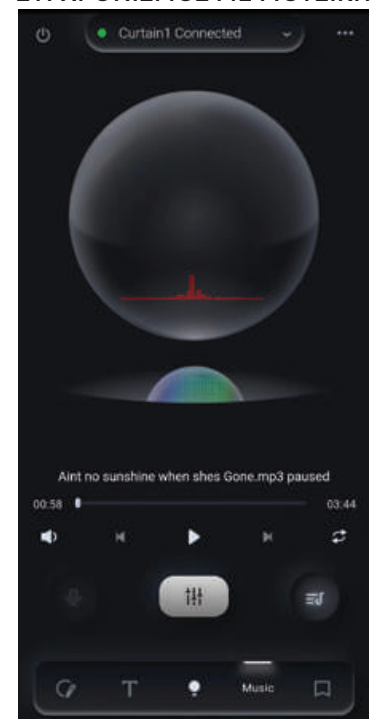 Curtain1 Connected
Aint no sunshine when shes Gone.mp3 paused
00:58
03:44
T
Music